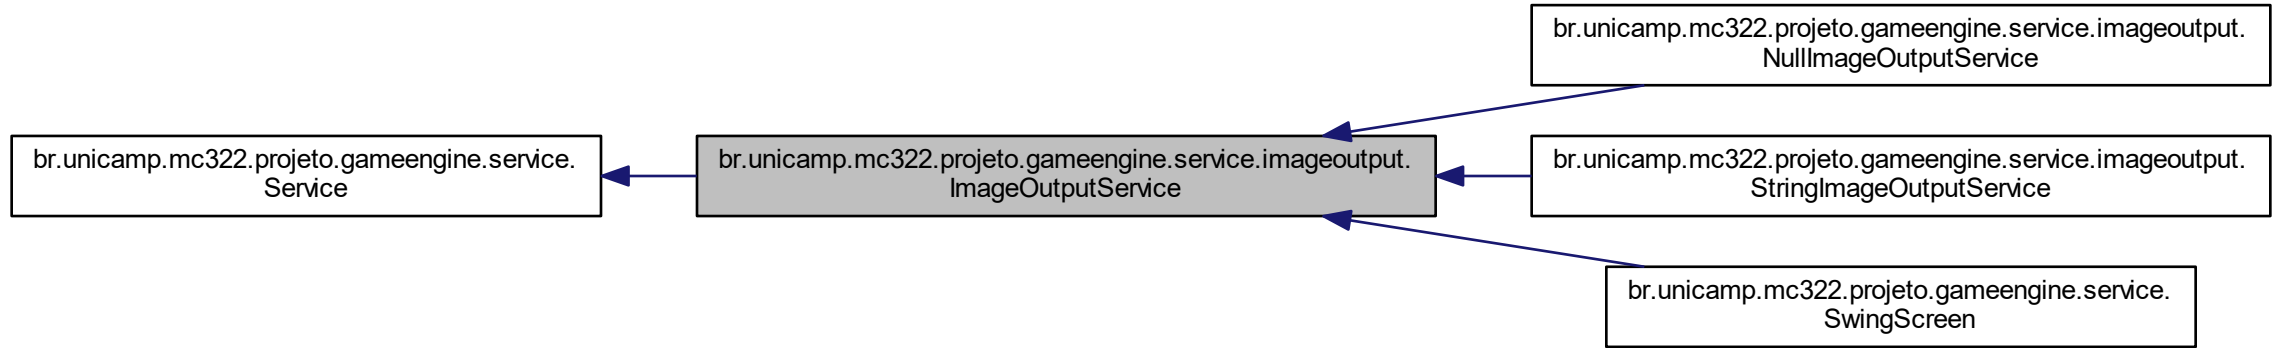 br.unicamp.mc322.projeto.gameengine.service.
Service
br.unicamp.mc322.projeto.gameengine.service.imageoutput.
ImageOutputService
br.unicamp.mc322.projeto.gameengine.service.imageoutput.
NullImageOutputService
br.unicamp.mc322.projeto.gameengine.service.imageoutput.
StringImageOutputService
br.unicamp.mc322.projeto.gameengine.service.
SwingScreen